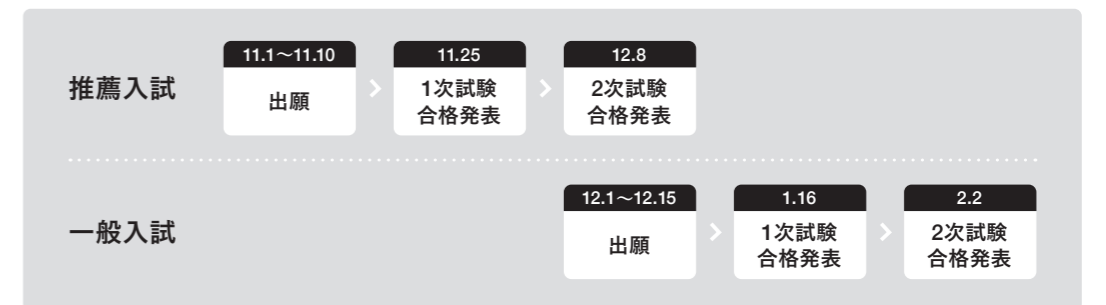 推薦入試
11.1〜11.10
出願
11.25
1次試験
合格発表
12.8
2次試験
合格発表
一般入試
12.1〜12.15
出願
1.16
1次試験
合格発表
2.2
2次試験
合格発表